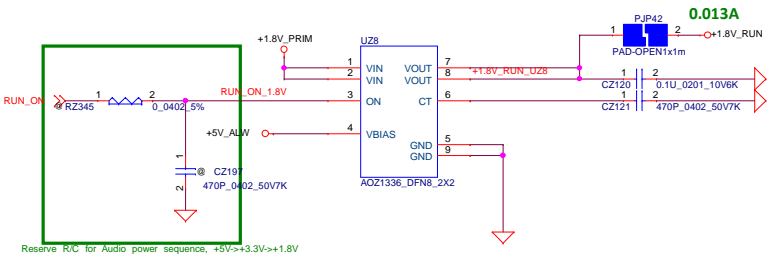 0.013A
PJP42
1 2
+1.8V_RUN
PAD-OPEN1x1m
+1.8V_PRIM
UZ8
1 VIN VOUT 7
2 VIN VOUT 8
+1.8V_RUN_UZ8
1 2
CZ120 0.1U_0201_10V6K
RUN_ON
@ RZ345
1 2
0_0402_5%
RUN_ON_1.8V
3 ON CT 6
1 2
CZ121 470P_0402_50V7K
+5V_ALW
4 VBIAS
GND 5
GND 9
AOZ1336_DFN8_2X2
1
@ CZ197
2
470P_0402_50V7K
Reserve R/C for Audio power sequence, +5V->+3.3V->+1.8V